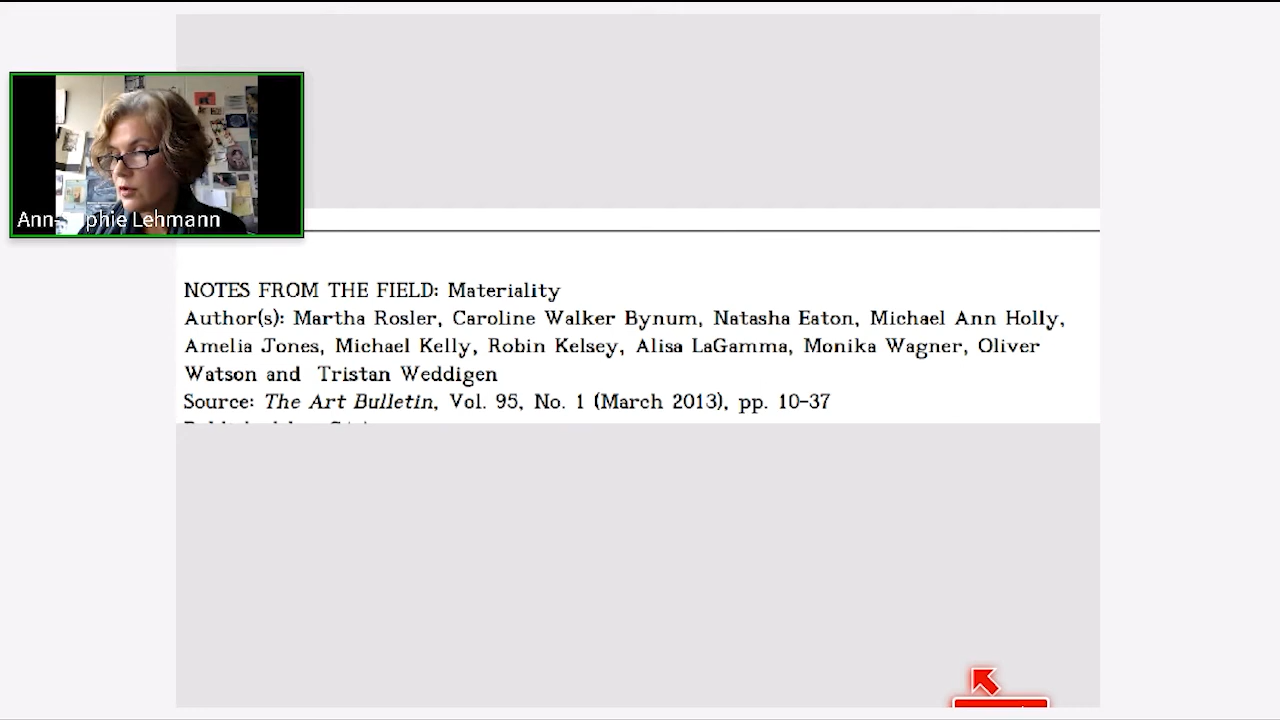 Ann-Sophie Lehmann
NOTES FROM THE FIELD: Materiality
Author(s): Martha Rosler, Caroline Walker Bynum, Natasha Eaton, Michael Ann Holly,
Amelia Jones, Michael Kelly, Robin Kelsey, Alisa LaGamma, Monika Wagner, Oliver
Watson and Tristan Weddigen
Source: The Art Bulletin, Vol. 95, No. 1 (March 2013), pp. 10-37